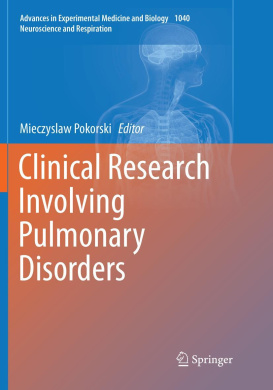 Advances in Experimental Medicine and Biology 1040
Neuroscience and Respiration
Mieczyslaw Pokorski Editor
Clinical Research
Involving
Pulmonary
Disorders
Springer